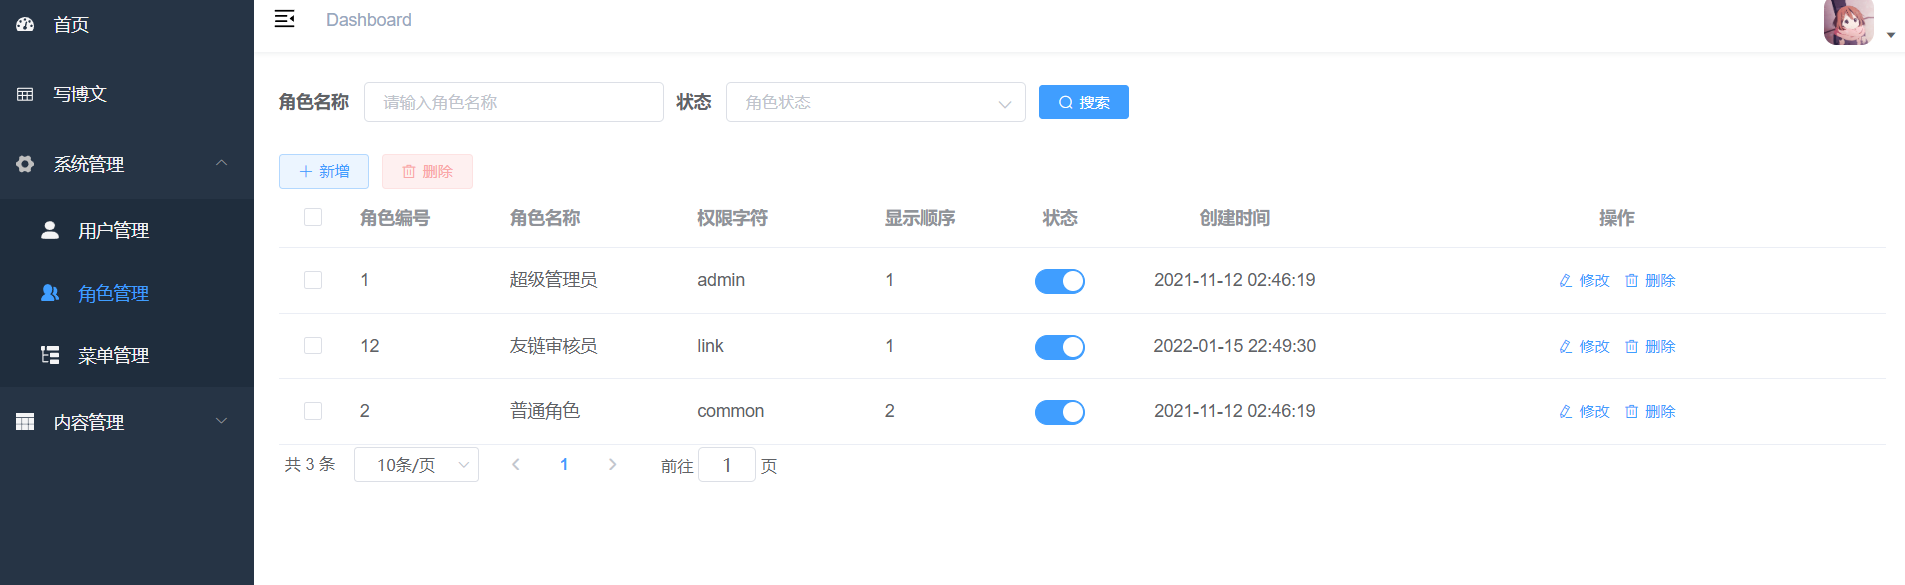 首页
写博文
系统管理
用户管理
角色管理
菜单管理
内容管理
Dashboard
角色名称 请输入角色名称 状态 角色状态 搜索
新增 删除
角色编号 角色名称 权限字符 显示顺序 状态 创建时间 操作
1 超级管理员 admin 1 2021-11-12 02:46:19 修改 删除
12 友链审核员 link 1 2022-01-15 22:49:30 修改 删除
2 普通角色 common 2 2021-11-12 02:46:19 修改 删除
共 3 条 10条/页 1 前往 1 页